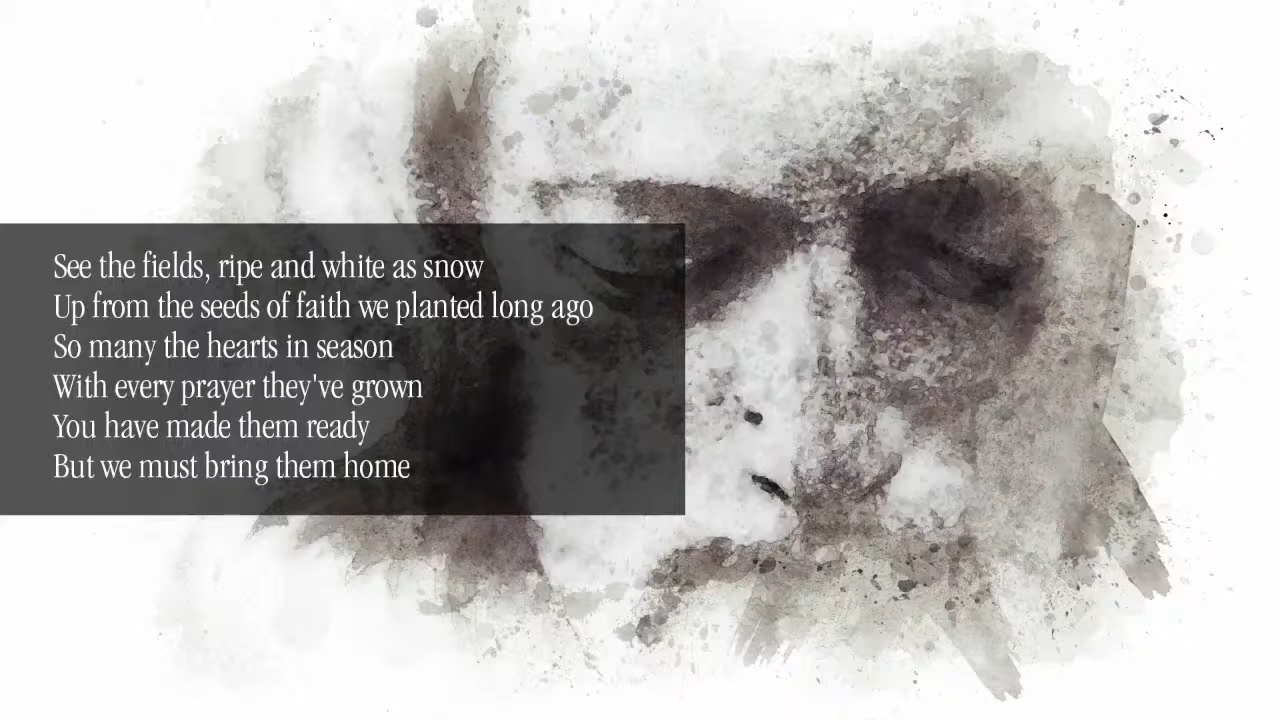 See the fields, ripe and white as snow
Up from the seeds of faith we planted long ago
So many the hearts in season
With every prayer they've grown
You have made them ready
But we must bring them home